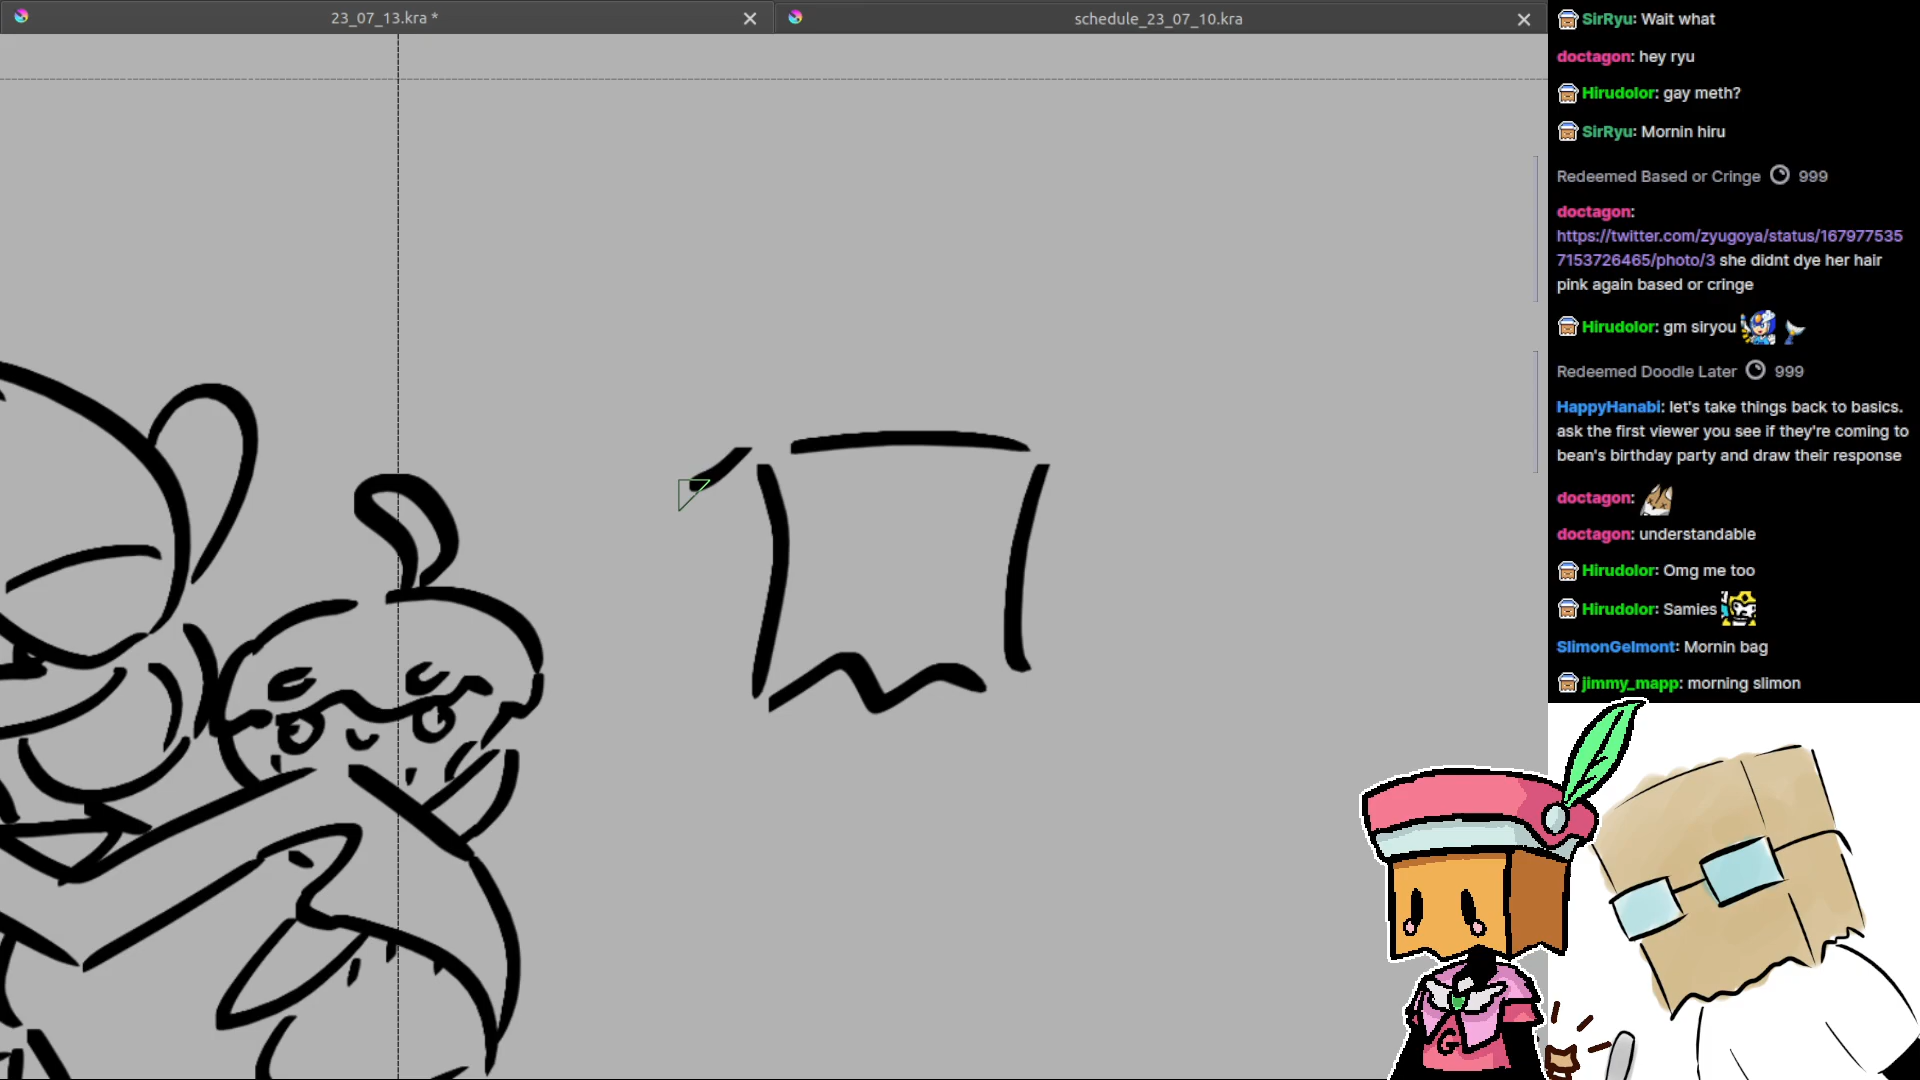 23_07_13.kra *
schedule_23_07_10.kra
SirRyu: Wait what
doctagon: hey ryu
Hirudolor: gay meth?
SirRyu: Mornin hiru
Redeemed Based or Cringe 999
doctagon:
https://twitter.com/zyugoya/status/167977535
7153726465/photo/3 she didnt dye her hair
pink again based or cringe
Hirudolor: gm siryou
Redeemed Doodle Later 999
HappyHanabi: let's take things back to basics.
ask the first viewer you see if they're coming to
bean's birthday party and draw their response
doctagon:
doctagon: understandable
Hirudolor: Omg me too
Hirudolor: Samies
SlimonGelmont: Mornin bag
jimmy_mapp: morning slimon
G